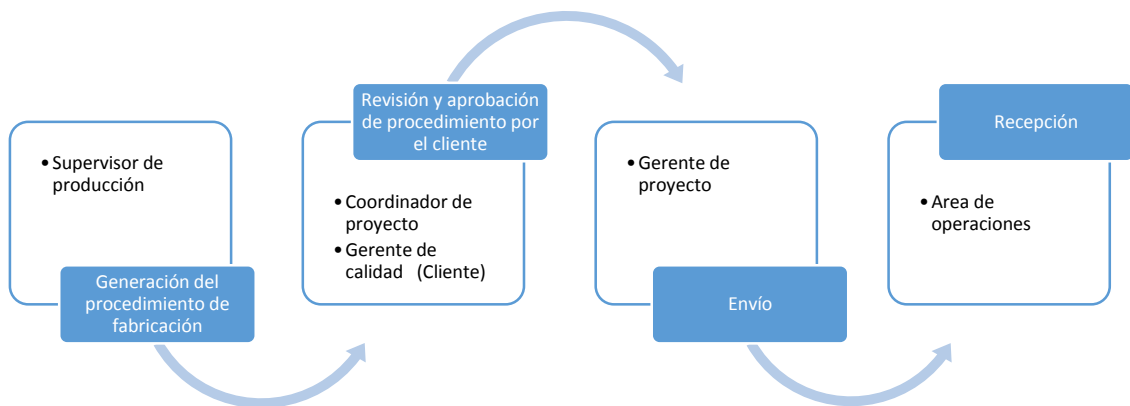 • Supervisor de
producción
Generación del
procedimiento de
fabricación
Revisión y aprobación
de procedimiento por
el cliente
• Coordinador de
proyecto
• Gerente de
calidad (Cliente)
• Gerente de
proyecto
Envío
Recepción
• Area de
operaciones